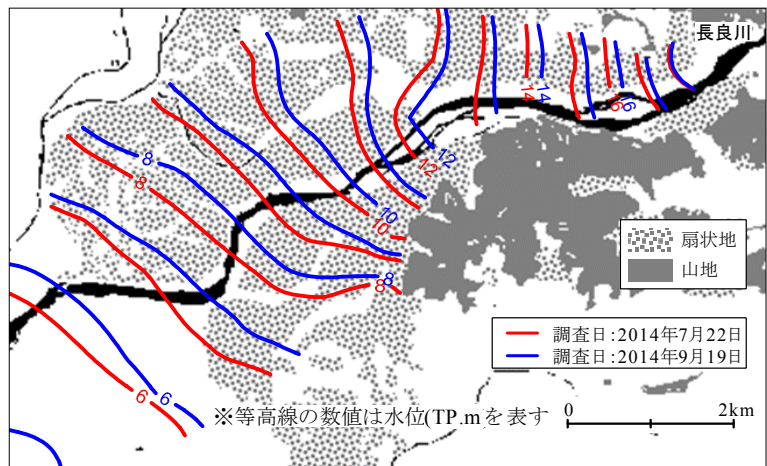 長良川
14
14
16
16
12
12
10
10
8
8
8
8
6
6
扇状地
山地
調査日:2014年7月22日
調査日:2014年9月19日
※等高線の数値は水位(TP.m)を表す
0 2km